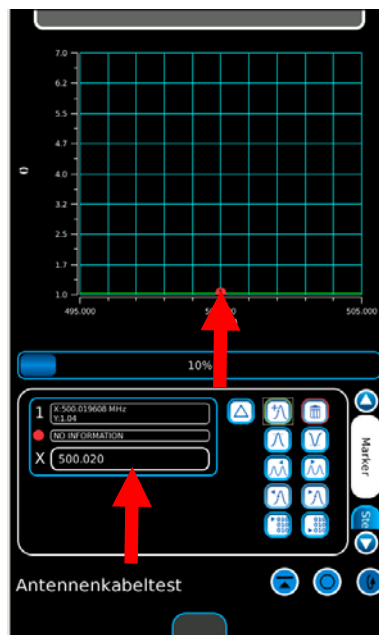 7.0
6.2
5.5
4.7
4.0
3.2
2.5
1.7
1.0
495.000
505.000
10%
1 X:500.019608 MHz
Y:1.04
NO INFORMATION
X 500.020
Marker
Ste
Antennenkabeltest